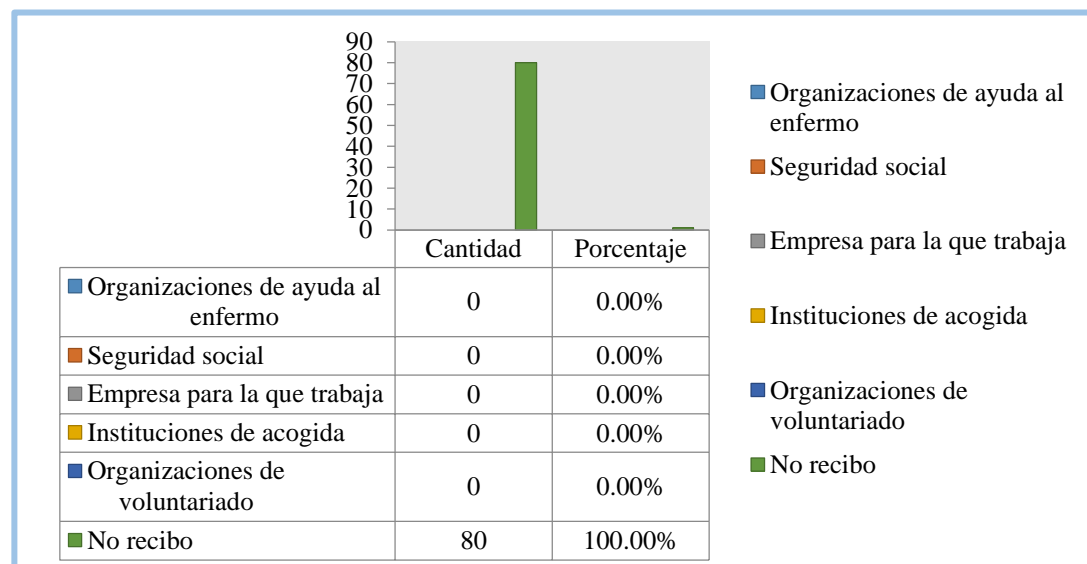 90
80
70
60
50
40
30
20
10
0
Cantidad Porcentaje
Organizaciones de ayuda al
enfermo
0 0.00%
Seguridad social 0 0.00%
Empresa para la que trabaja 0 0.00%
Instituciones de acogida 0 0.00%
Organizaciones de
voluntariado
0 0.00%
No recibo 80 100.00%
Organizaciones de ayuda al
enfermo
Seguridad social
Empresa para la que trabaja
Instituciones de acogida
Organizaciones de
voluntariado
No recibo